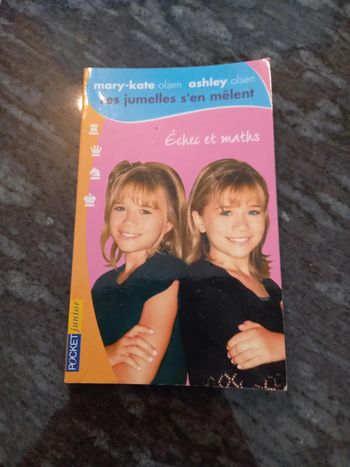 mary-kate olsen ashley olsen
Les jumelles s'en mêlent
Échec et maths
POCKET junior